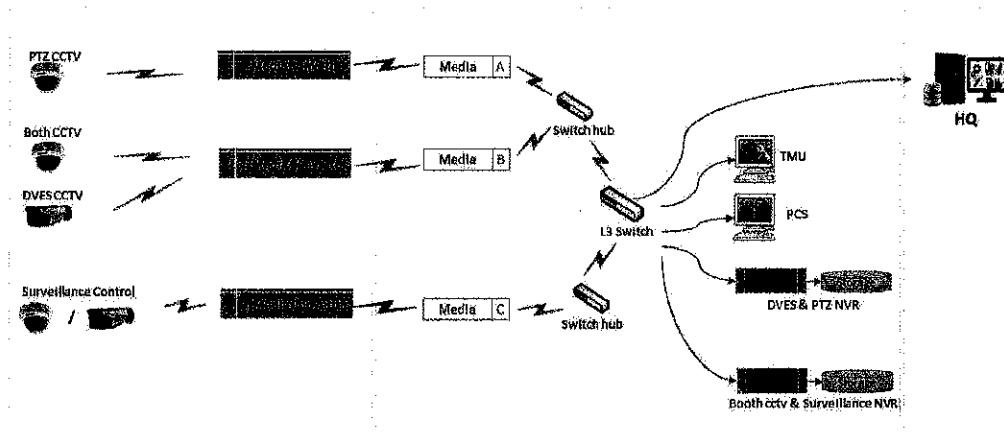 PTZ CCTV
Media A
Switch hub
HQ
Both CCTV
Media B
TMU
DVES CCTV
L3 Switch
PCS
Surveillance Control
/
Media C
Switch hub
DVES & PTZ NVR
Booth cctv & Surveillance NVR